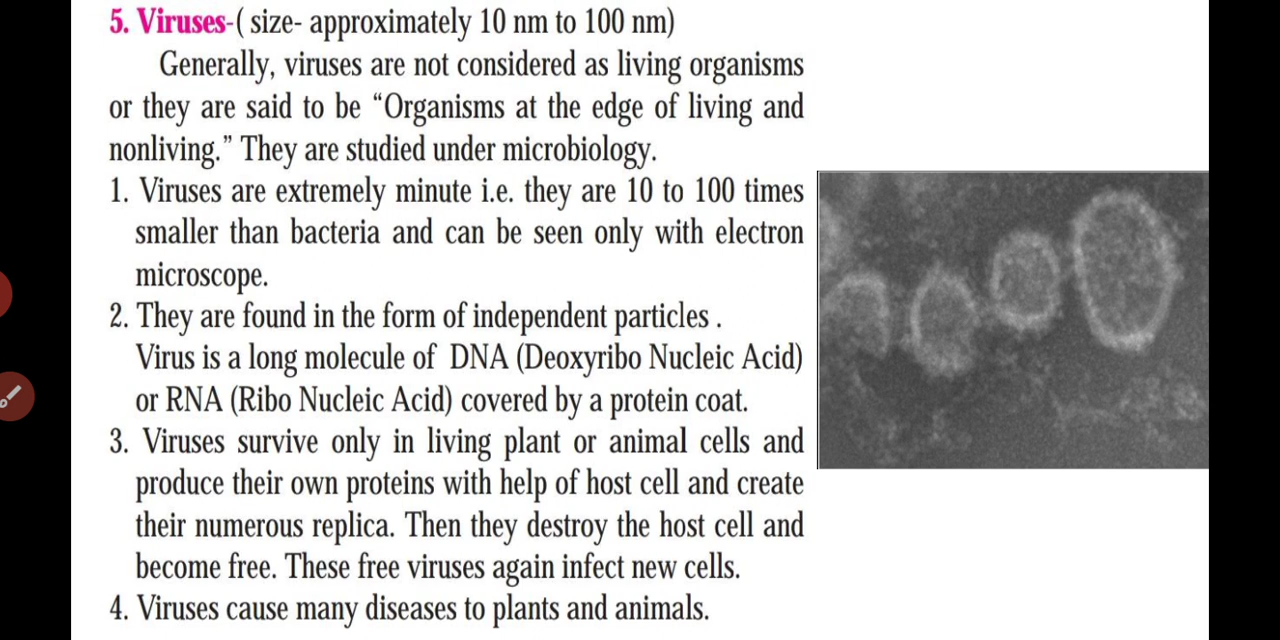 5. Viruses-( size- approximately 10 nm to 100 nm)
Generally, viruses are not considered as living organisms
or they are said to be “Organisms at the edge of living and
nonliving.” They are studied under microbiology.
1. Viruses are extremely minute i.e. they are 10 to 100 times
smaller than bacteria and can be seen only with electron
microscope.
2. They are found in the form of independent particles .
Virus is a long molecule of DNA (Deoxyribo Nucleic Acid)
or RNA (Ribo Nucleic Acid) covered by a protein coat.
3. Viruses survive only in living plant or animal cells and
produce their own proteins with help of host cell and create
their numerous replica. Then they destroy the host cell and
become free. These free viruses again infect new cells.
4. Viruses cause many diseases to plants and animals.